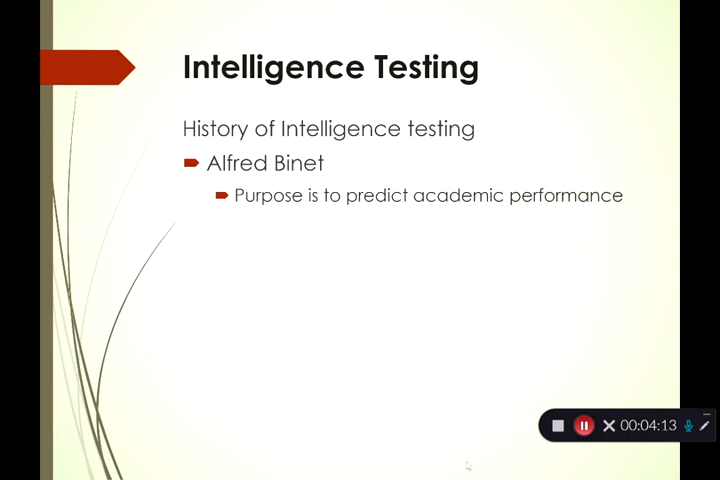 Intelligence Testing
History of Intelligence testing
Alfred Binet
Purpose is to predict academic performance
00:04:13